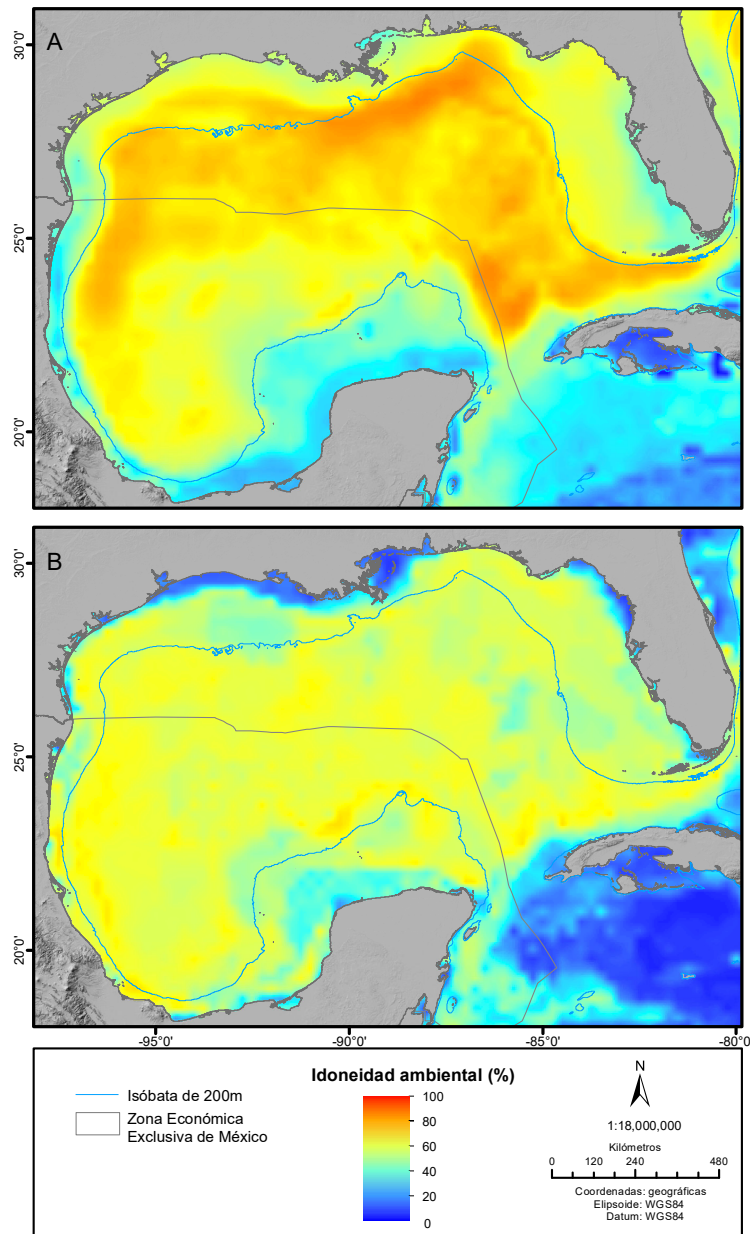 A
30°0'
25°0'
20°0'
B
30°0'
25°0'
20°0'
-95°0'
-90°0'
-85°0'
-80°0
Isóbata de 200m
Zona Económica
Exclusiva de México
Idoneidad ambiental (%)
100
80
60
40
20
0
N
1:18,000,000
Kilómetros
0 120 240 360 480
Coordenadas: geográficas
Elipsoide: WGS84
Datum: WGS84